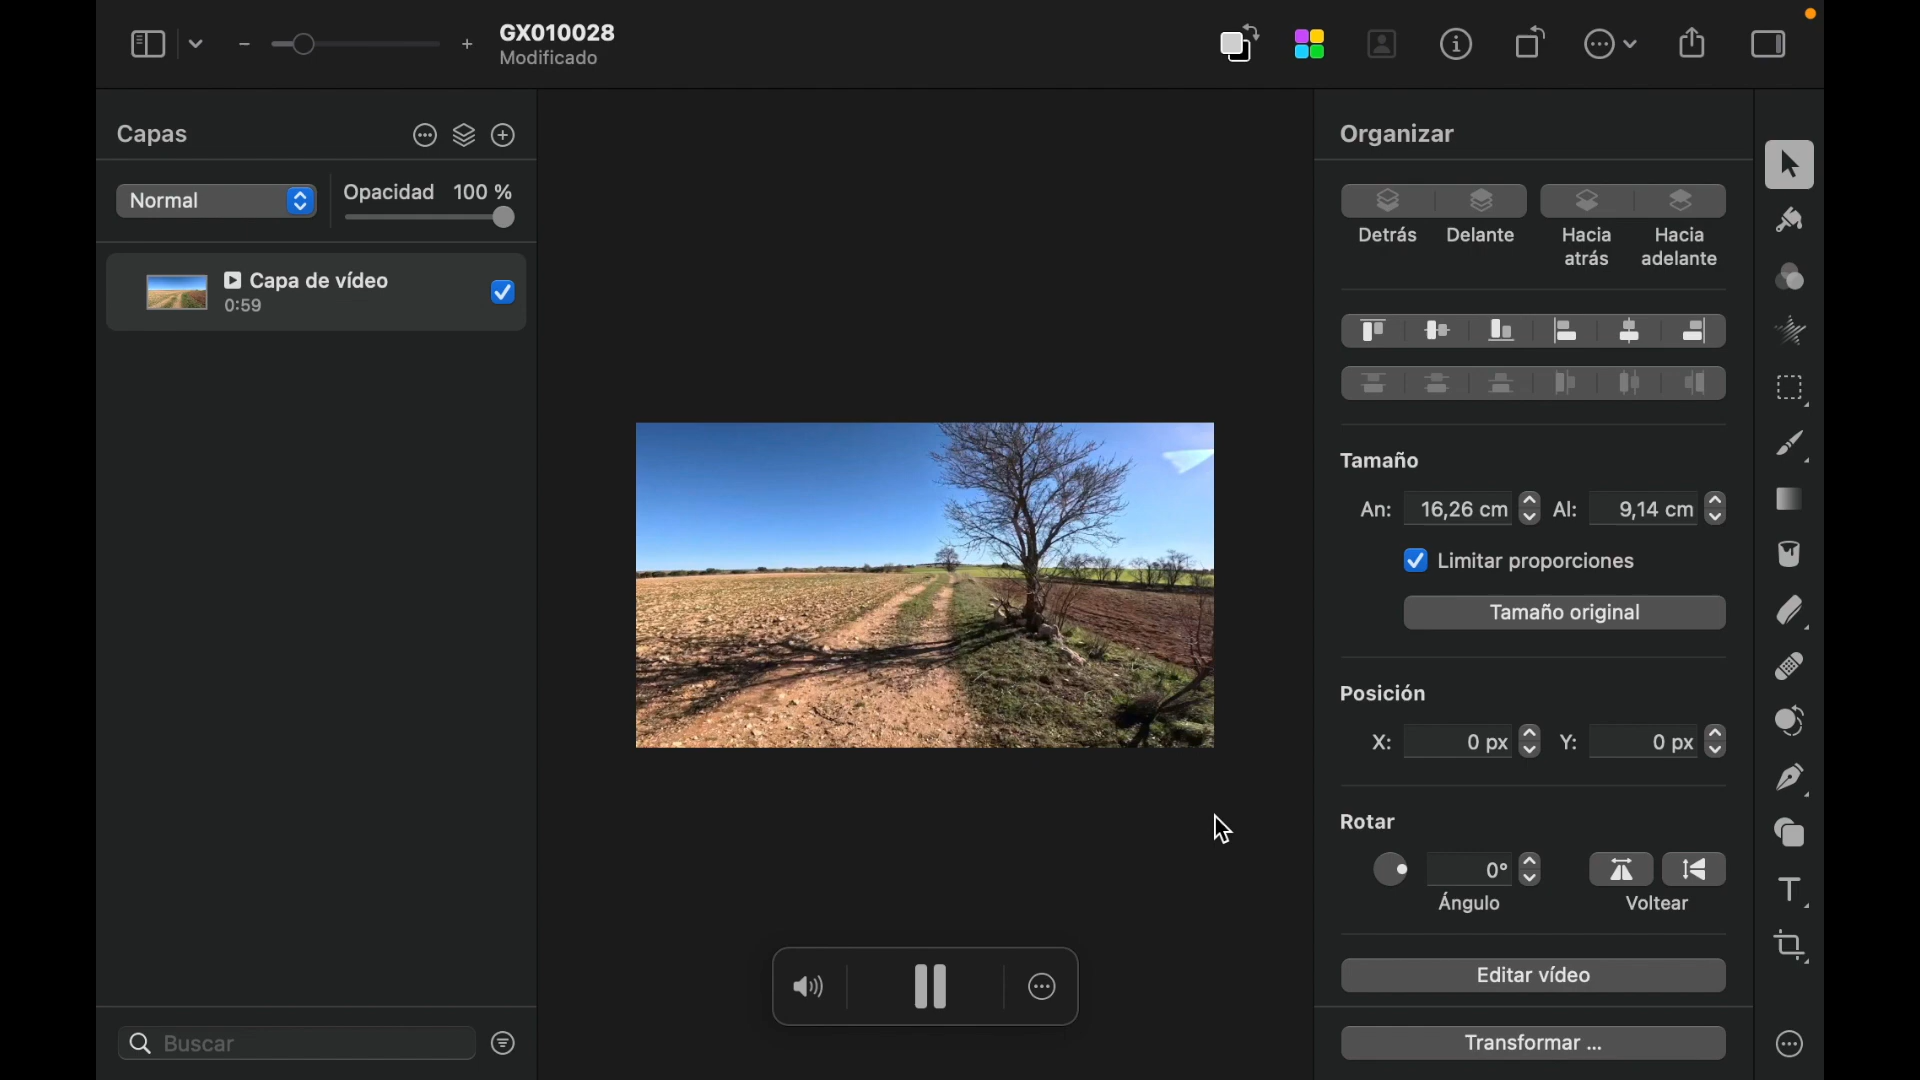 GX010028
Modificado
Capas
Normal
Opacidad 100 %
Capa de vídeo
0:59
Buscar
Organizar
Detrás
Delante
Hacia atrás
Hacia adelante
Tamaño
An: 16,26 cm Al: 9,14 cm
Limitar proporciones
Tamaño original
Posición
X: 0 px Y: 0 px
Rotar
0°
Ángulo
Voltear
Editar vídeo
Transformar ...